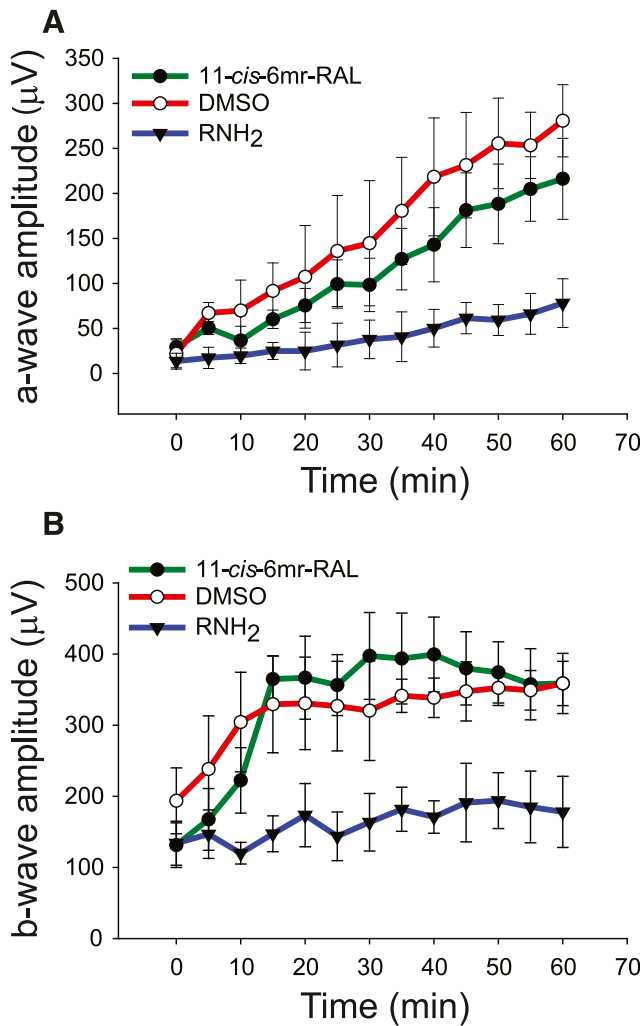 A
a-wave amplitude (μV)
350
300
250
200
150
100
50
0
11-cis-6mr-RAL
DMSO
RNH2
0 10 20 30 40 50 60 70
Time (min)
B
b-wave amplitude (μV)
500
400
300
200
100
0
11-cis-6mr-RAL
DMSO
RNH2
0 10 20 30 40 50 60 70
Time (min)